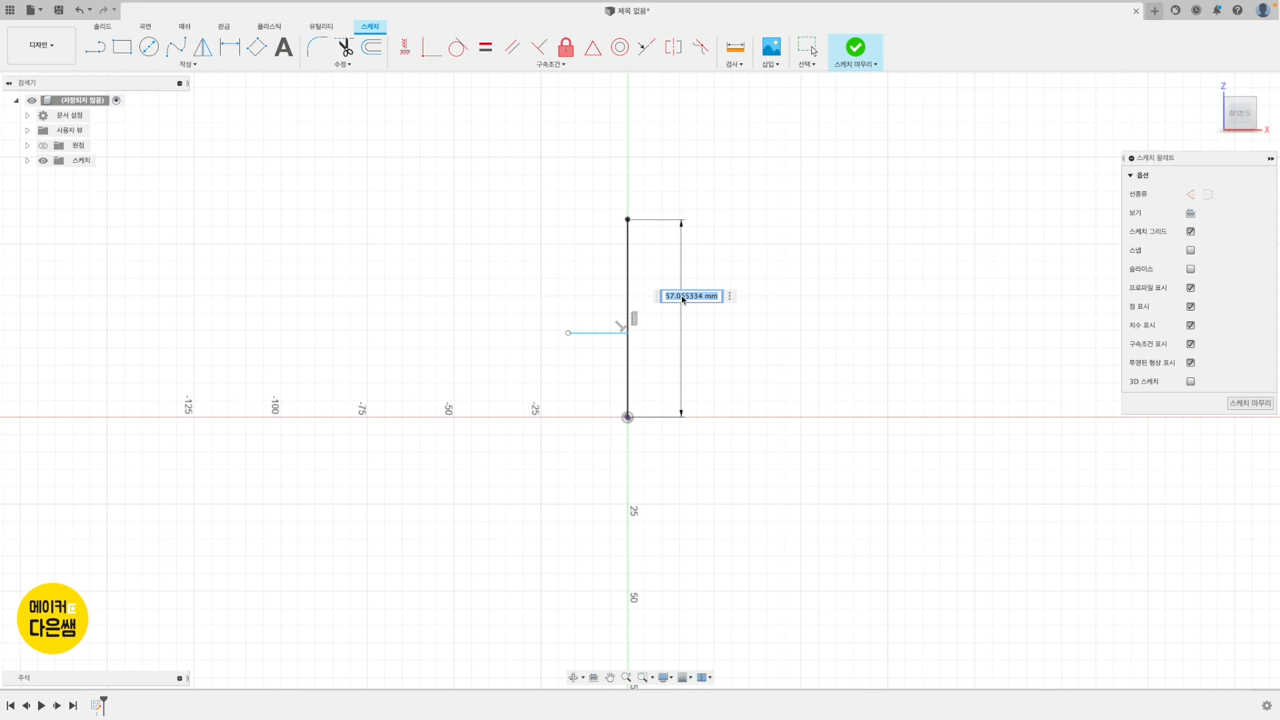 제목 없음*
솔리드 곡면 메쉬 판금 플라스틱 유틸리티 스케치
디자인
작성 수정 구속조건 검사 삽입 선택 스케치 마무리
검색기
(저장되지 않음)
문서 설정
사용자 뷰
원점
스케치
Z
X
스케치 팔레트
옵션
선종류
보기
스케치 그리드
스냅
슬라이스
프로파일 표시
점 표시
치수 표시
구속조건 표시
투영된 형상 표시
3D 스케치
스케치 마무리
-125 -100 -75 -50 -25
25
50
메이커
다은쌤
주석